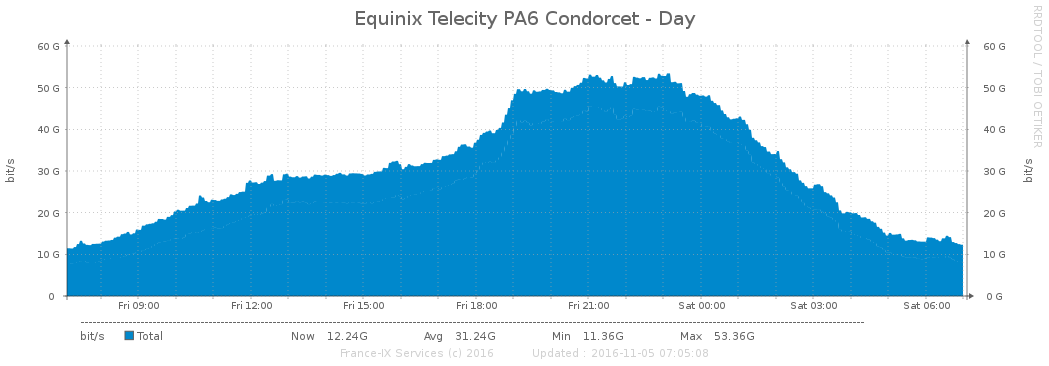 Equinix Telecity PA6 Condorcet - Day
RRDTOOL / TOBI OETIKER
60 G 60 G
50 G 50 G
40 G 40 G
30 G 30 G
20 G 20 G
10 G 10 G
0 0 G
bit/s bit/s
Fri 09:00 Fri 12:00 Fri 15:00 Fri 18:00 Fri 21:00 Sat 00:00 Sat 03:00 Sat 06:00
bit/s Total Now 12.24G Avg 31.24G Min 11.36G Max 53.36G
France-IX Services (c) 2016 Updated : 2016-11-05 07:05:08